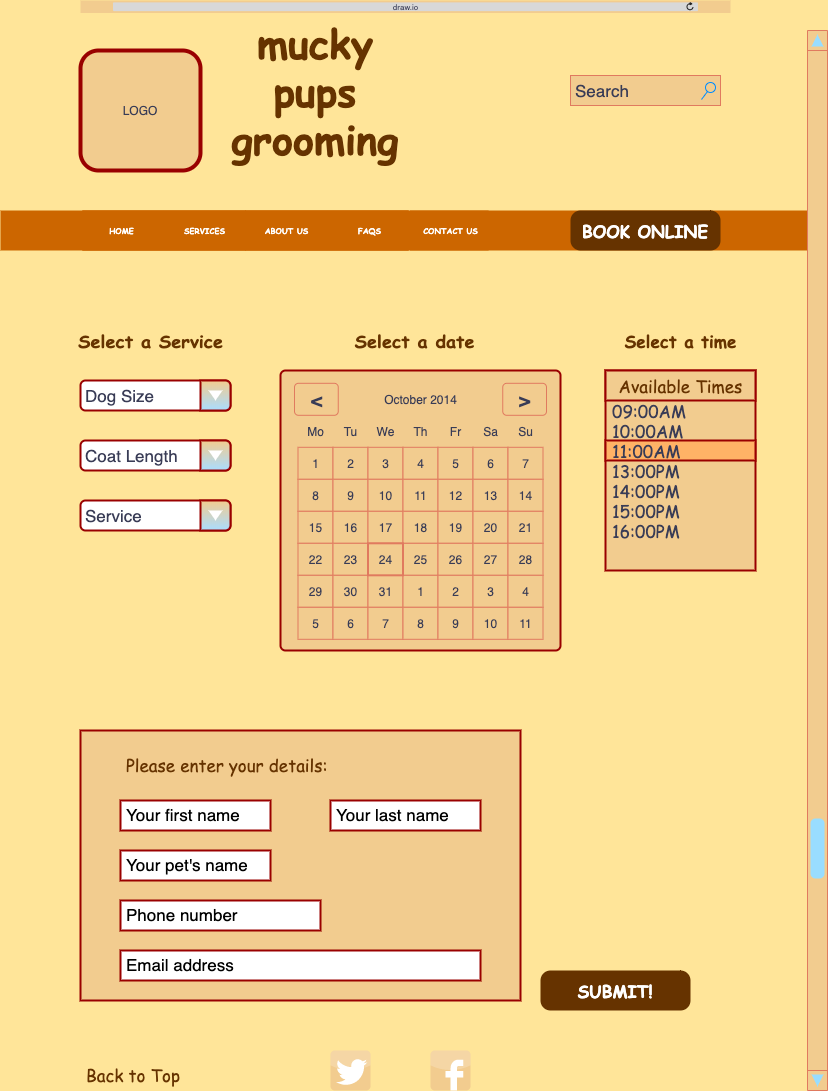 draw.io
mucky
pups
grooming
LOGO
Search
HOME SERVICES ABOUT US FAQS CONTACT US BOOK ONLINE
Select a Service
Dog Size
Coat Length
Service
Select a date
< October 2014 >
Mo Tu We Th Fr Sa Su
1 2 3 4 5 6 7
8 9 10 11 12 13 14
15 16 17 18 19 20 21
22 23 24 25 26 27 28
29 30 31 1 2 3 4
5 6 7 8 9 10 11
Select a time
Available Times
09:00AM
10:00AM
11:00AM
13:00PM
14:00PM
15:00PM
16:00PM
Please enter your details:
Your first name Your last name
Your pet's name
Phone number
Email address
SUBMIT!
Back to Top